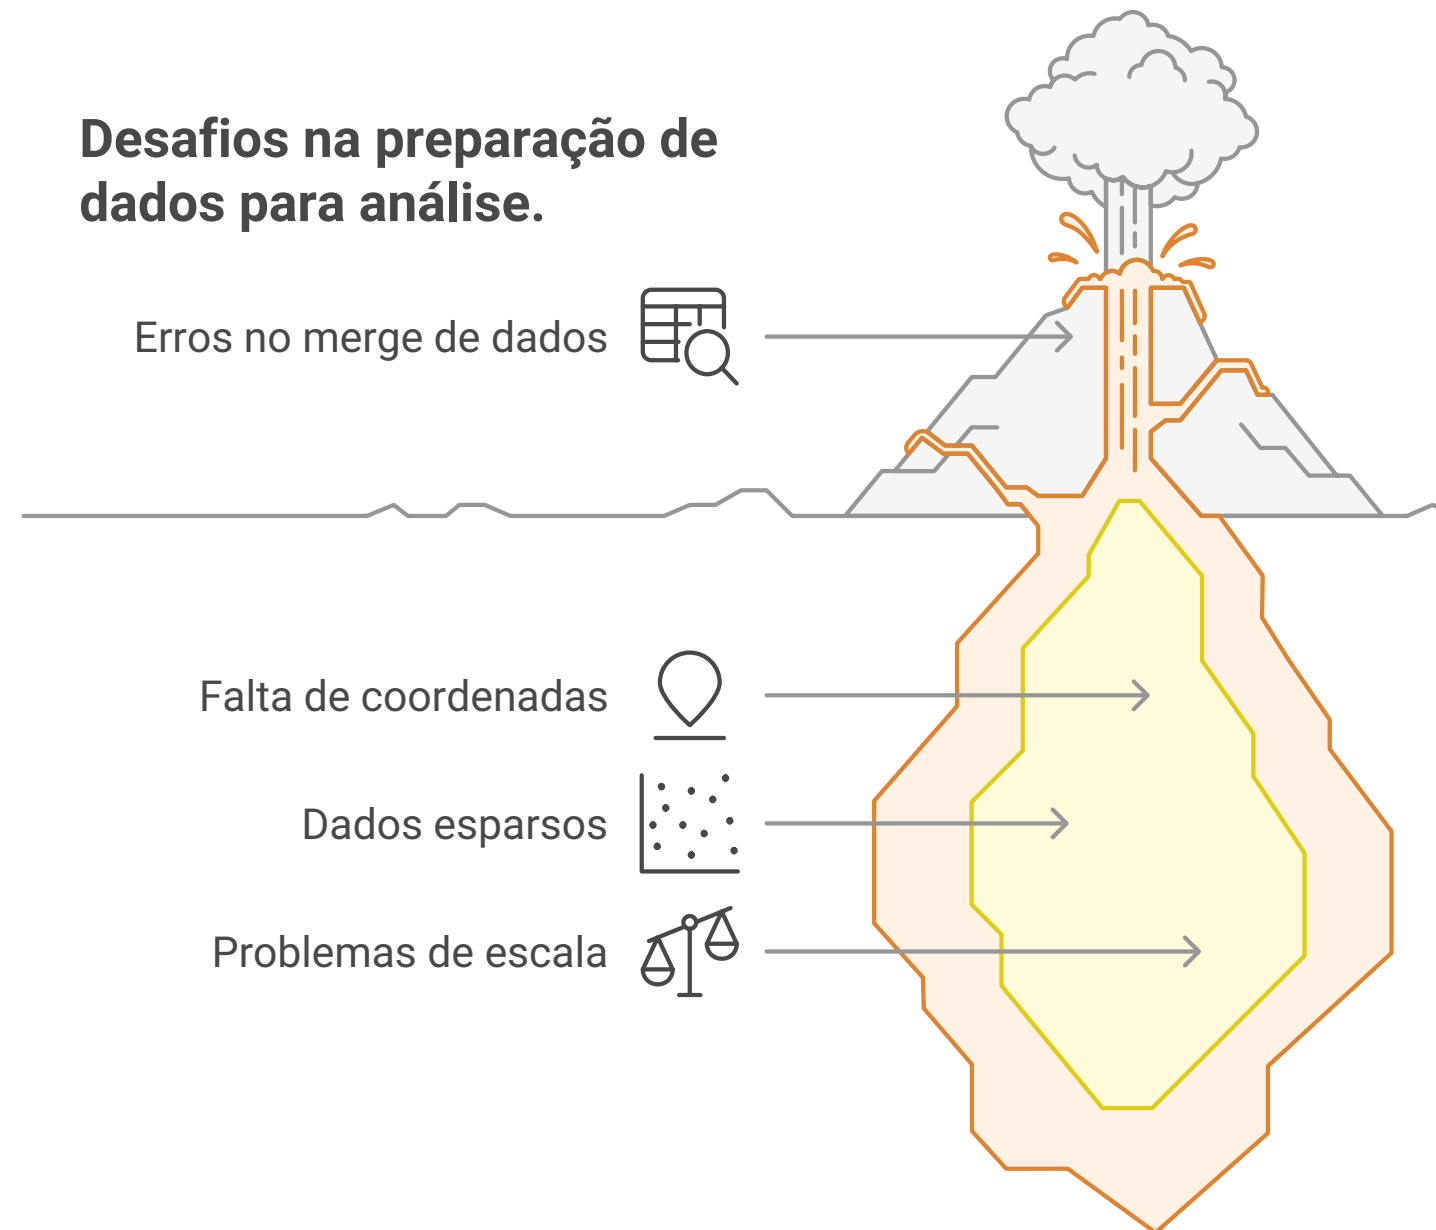 Desafios na preparação de
dados para análise.
Erros no merge de dados
Falta de coordenadas
Dados esparsos
Problemas de escala